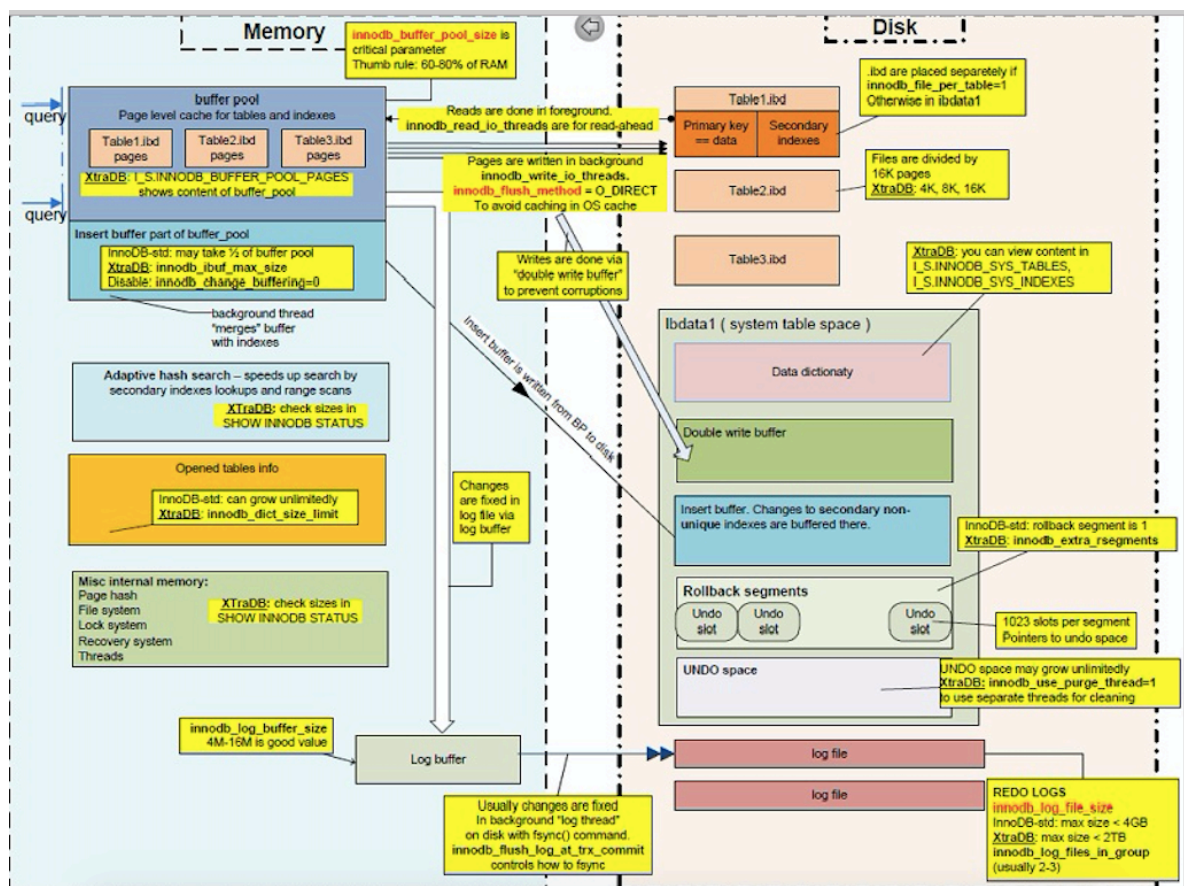 Memory
Disk
innodb_buffer_pool_size is
critical parameter
Thumb rule: 60-80% of RAM
query
buffer pool
Page level cache for tables and indexes
Table1.ibd
pages
Table2.ibd
pages
Table3.ibd
pages
XtraDB: I_S.INNODB_BUFFER_POOL_PAGES
shows content of buffer_pool
query
Insert buffer part of buffer_pool
InnoDB-std: may take ½ of buffer pool
XtraDB: innodb_ibuf_max_size
Disable: innodb_change_buffering=0
background thread
"merges" buffer
with indexes
Adaptive hash search – speeds up search by
secondary indexes lookups and range scans
XTraDB: check sizes in
SHOW INNODB STATUS
Opened tables info
InnoDB-std: can grow unlimitedly
XtraDB: innodb_dict_size_limit
Misc internal memory:
Page hash
File system
Lock system
Recovery system
Threads
XTraDB: check sizes in
SHOW INNODB STATUS
innodb_log_buffer_size
4M-16M is good value
Log buffer
Reads are done in foreground.
innodb_read_io_threads are for read-ahead
Pages are written in background
innodb_write_io_threads.
innodb_flush_method = O_DIRECT
To avoid caching in OS cache
Writes are done via
"double write buffer"
to prevent corruptions
Insert buffer is written from BP to disk
Changes
are fixed in
log file via
log buffer
Usually changes are fixed
In background "log thread"
on disk with fsync() command.
innodb_flush_log_at_trx_commit
controls how to fsync
Table1.ibd
Primary key
== data
Secondary
indexes
.ibd are placed separetely if
innodb_file_per_table=1
Otherwise in ibdata1
Table2.ibd
Files are divided by
16K pages
XtraDB: 4K, 8K, 16K
Table3.ibd
XtraDB: you can view content in
I_S.INNODB_SYS_TABLES,
I_S.INNODB_SYS_INDEXES
Ibdata1 ( system table space )
Data dictionaty
Double write buffer
Insert buffer. Changes to secondary non-
unique indexes are buffered there.
InnoDB-std: rollback segment is 1
XtraDB: innodb_extra_rsegments
Rollback segments
Undo
slot
Undo
slot
Undo
slot
1023 slots per segment
Pointers to undo space
UNDO space
UNDO space may grow unlimitedly
XtraDB: innodb_use_purge_thread=1
to use separate threads for cleaning
log file
log file
REDO LOGS
innodb_log_file_size
InnoDB-std: max size < 4GB
XtraDB: max size < 2TB
innodb_log_files_in_group
(usually 2-3)